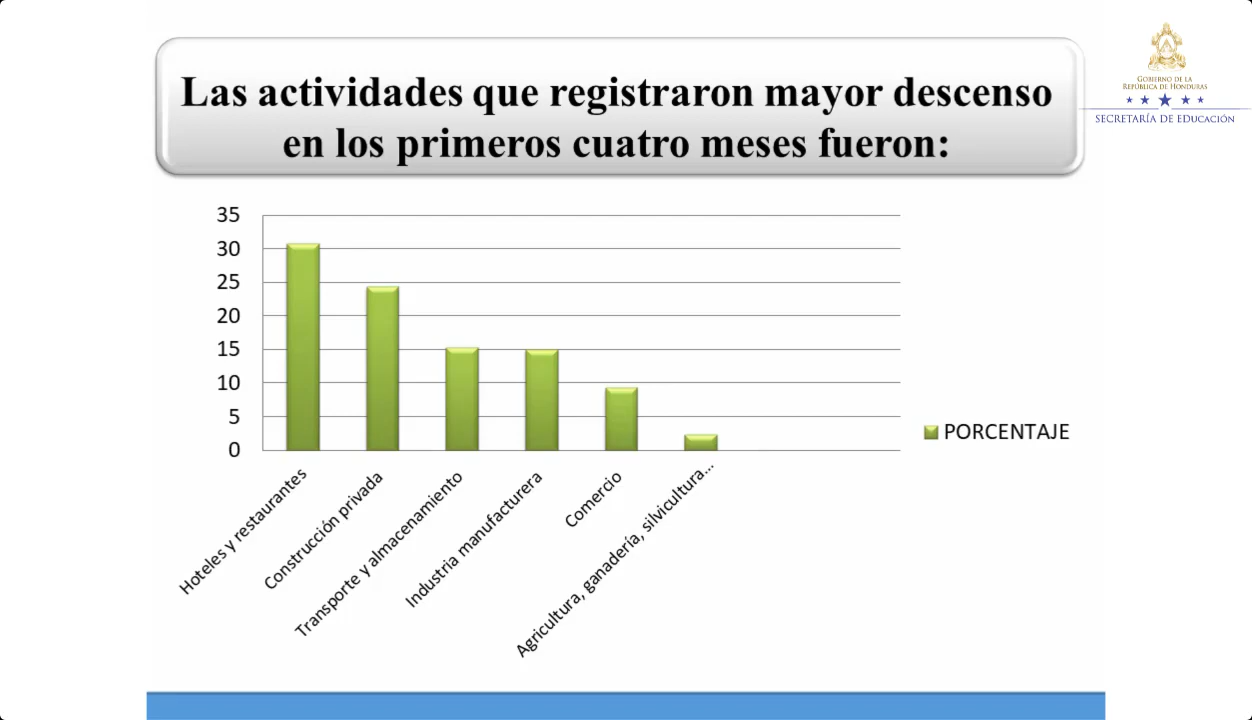 Las actividades que registraron mayor descenso
en los primeros cuatro meses fueron:
GOBIERNO DE LA
REPÚBLICA DE HONDURAS
SECRETARÍA DE EDUCACIÓN
35
30
25
20
15
10
5
0
PORCENTAJE
Hoteles y restaurantes
Construcción privada
Transporte y almacenamiento
Industria manufacturera
Comercio
Agricultura, ganadería, silvicultura...